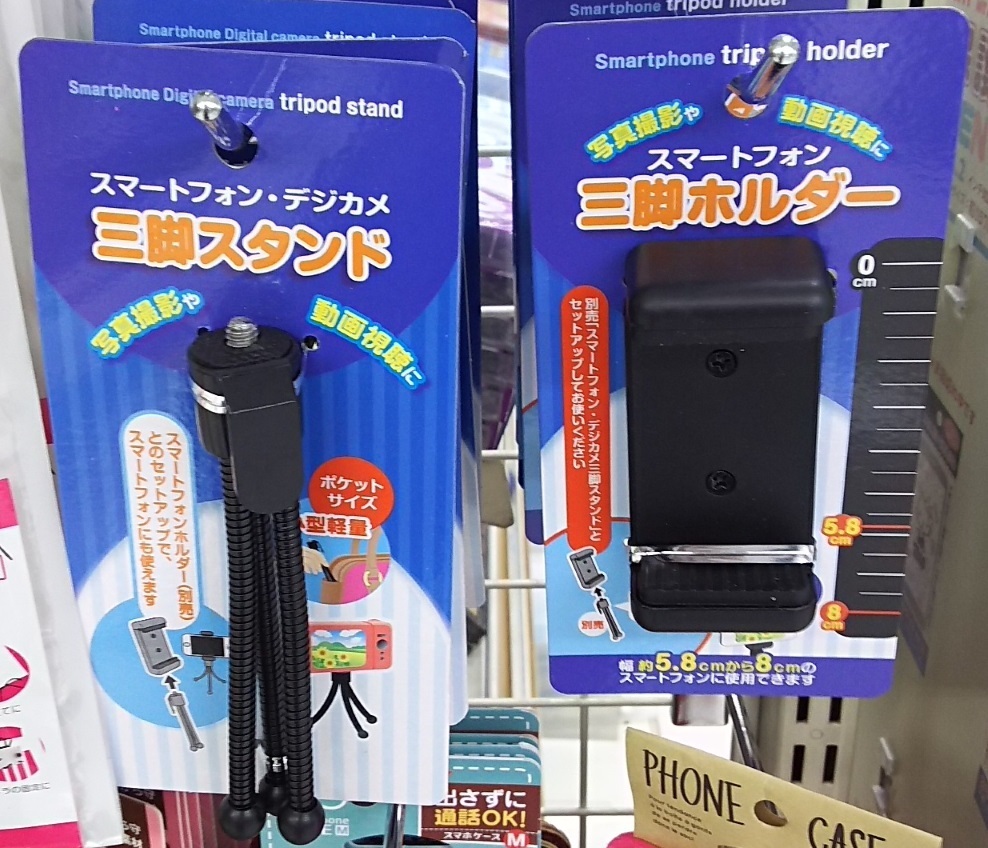 Smartphone Digital camera tripod
Smartphone Digital camera tripod stand
スマートフォン・デジカメ
三脚スタンド
写真撮影や
動画視聴に
スマートフォンホルダー(別売)
とのセットアップで、
スマートフォンにも使えます
ポケット
サイズ
小型軽量
tripod holder
Smartphone tripod holder
写真撮影や
動画視聴に
スマートフォン
三脚ホルダー
別売「スマートフォン・デジカメ三脚スタンド」と
セットアップしてお使いください
別売
0
cm
5.8
cm
8
cm
幅 約5.8cmから8cmの
スマートフォンに使用できます
出さずに
通話OK!
スマホケース M
PHONE
CASE